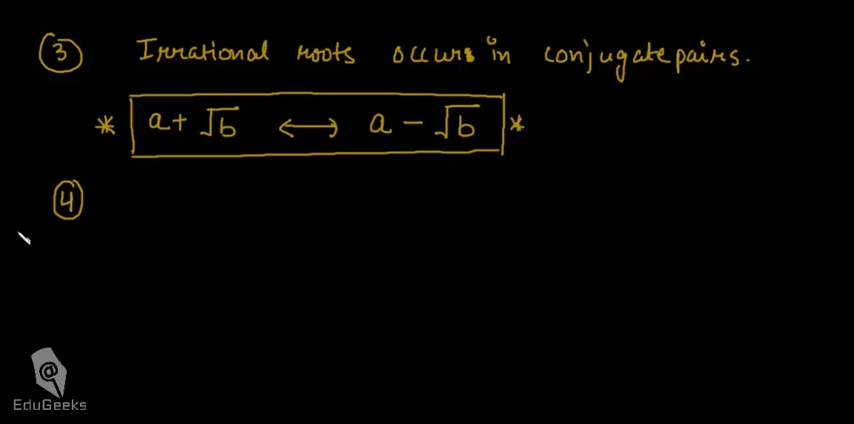 ③ Irrational roots occurs in conjugate pairs.
* a + √b ⟷ a - √b *
④
@
EduGeeks